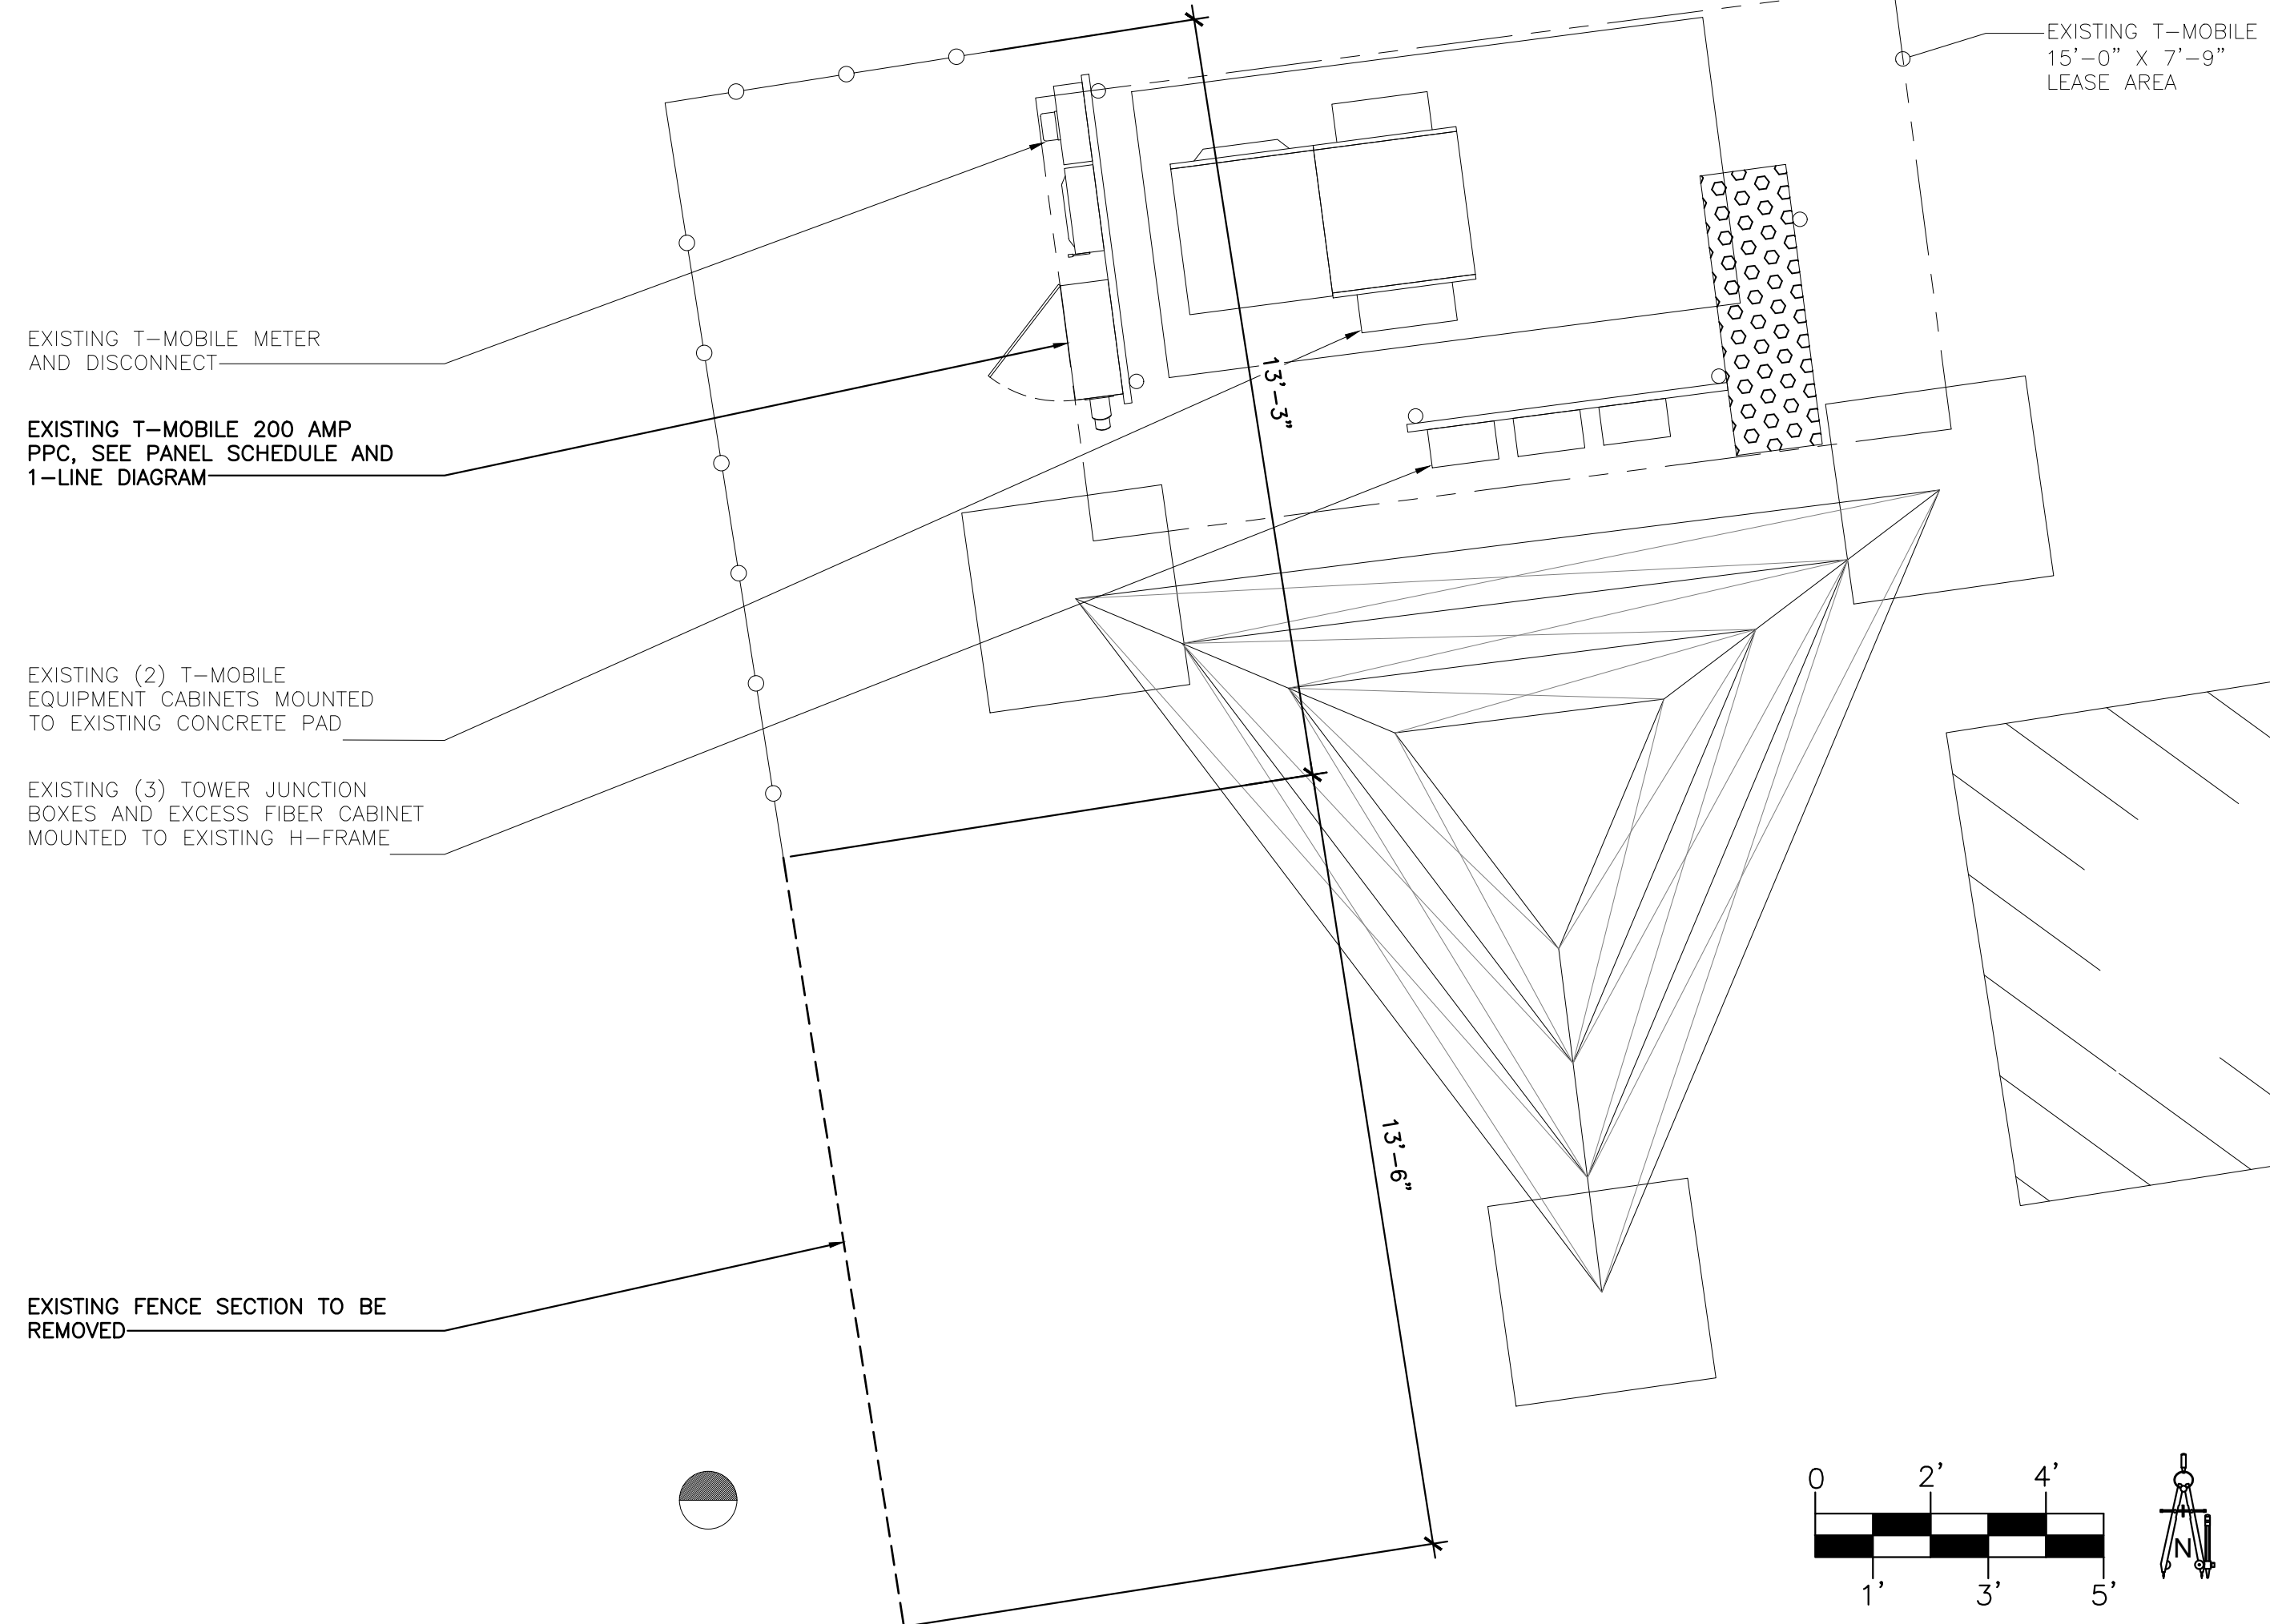 EXISTING T-MOBILE
15'-0" X 7'-9"
LEASE AREA
EXISTING T-MOBILE METER
AND DISCONNECT
EXISTING T-MOBILE 200 AMP
PPC, SEE PANEL SCHEDULE AND
1-LINE DIAGRAM
13'-3"
EXISTING (2) T-MOBILE
EQUIPMENT CABINETS MOUNTED
TO EXISTING CONCRETE PAD
EXISTING (3) TOWER JUNCTION
BOXES AND EXCESS FIBER CABINET
MOUNTED TO EXISTING H-FRAME
13'-6"
EXISTING FENCE SECTION TO BE
REMOVED
0 2' 4'
N
1' 3' 5'